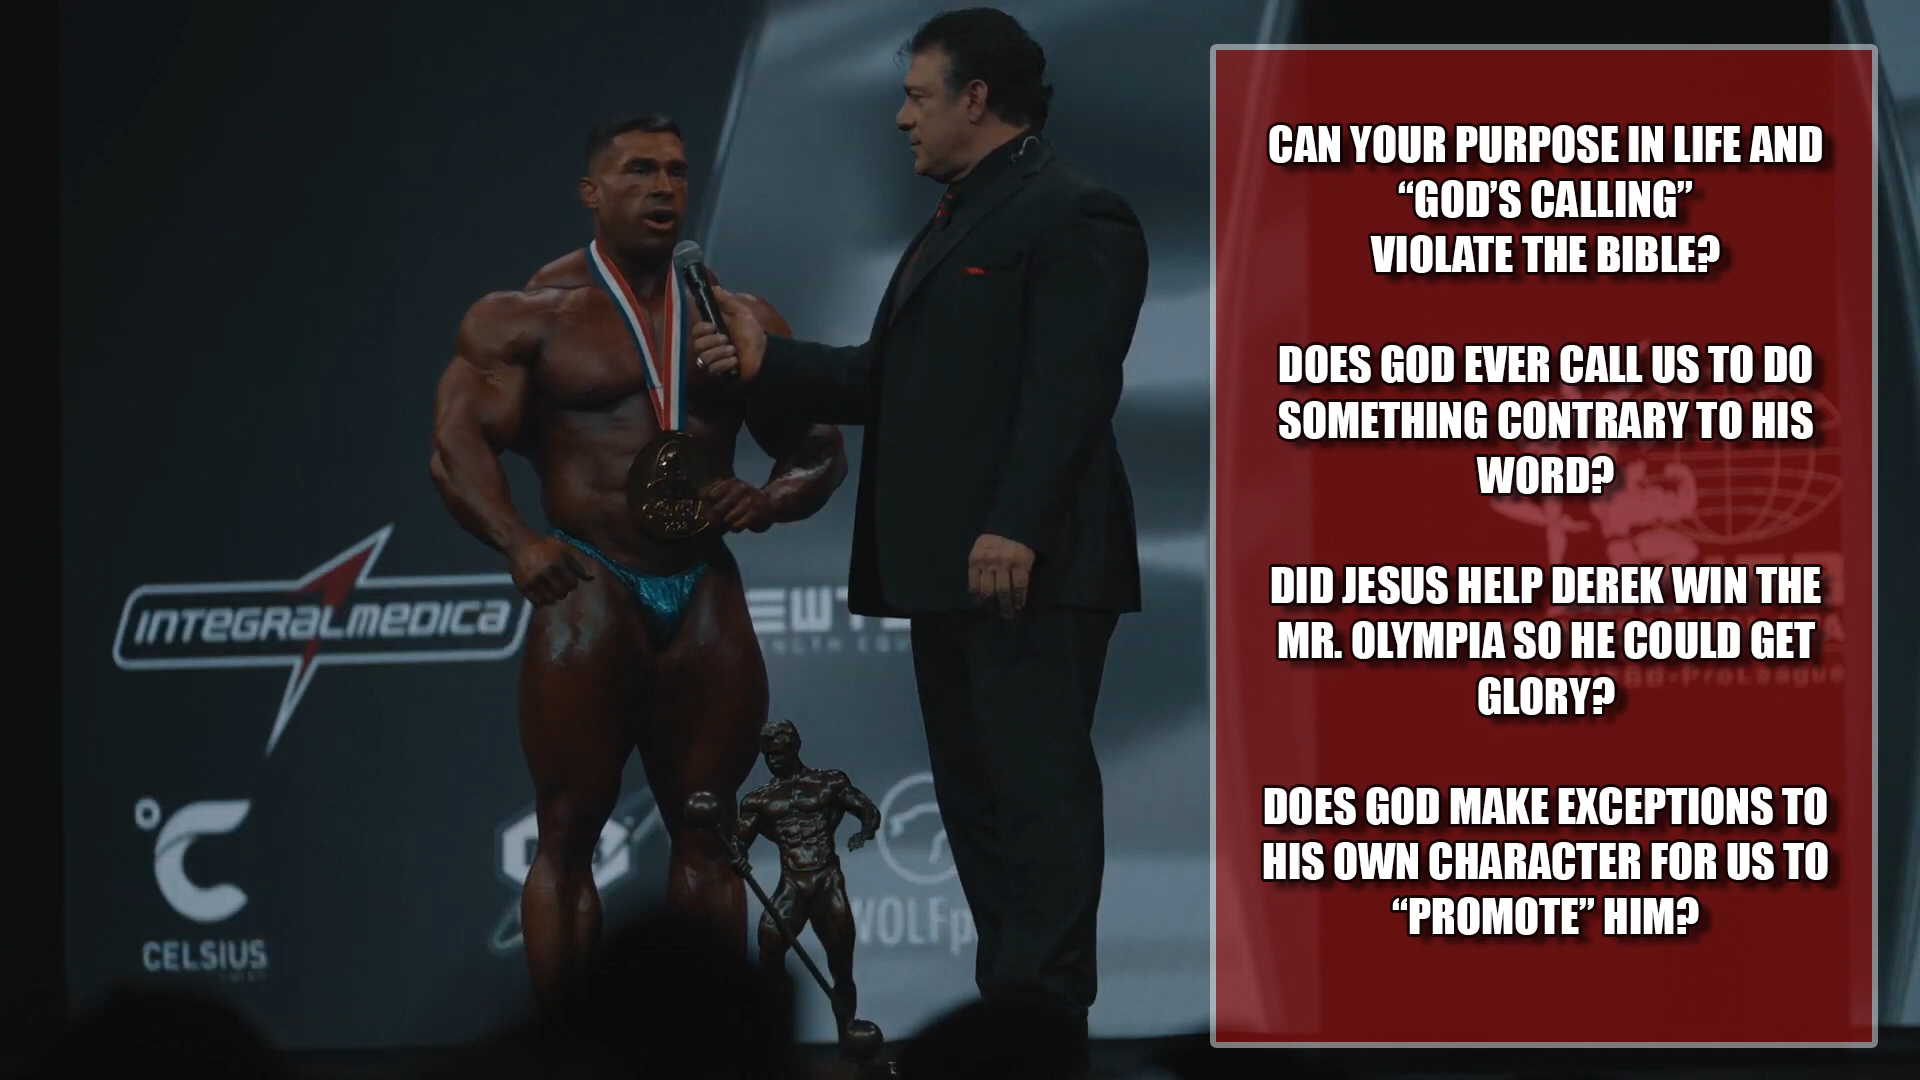 CAN YOUR PURPOSE IN LIFE AND
“GOD’S CALLING”
VIOLATE THE BIBLE?
DOES GOD EVER CALL US TO DO
SOMETHING CONTRARY TO HIS
WORD?
DID JESUS HELP DEREK WIN THE
MR. OLYMPIA SO HE COULD GET
GLORY?
DOES GOD MAKE EXCEPTIONS TO
HIS OWN CHARACTER FOR US TO
“PROMOTE” HIM?
INTEGRALMEDICA
CELSIUS